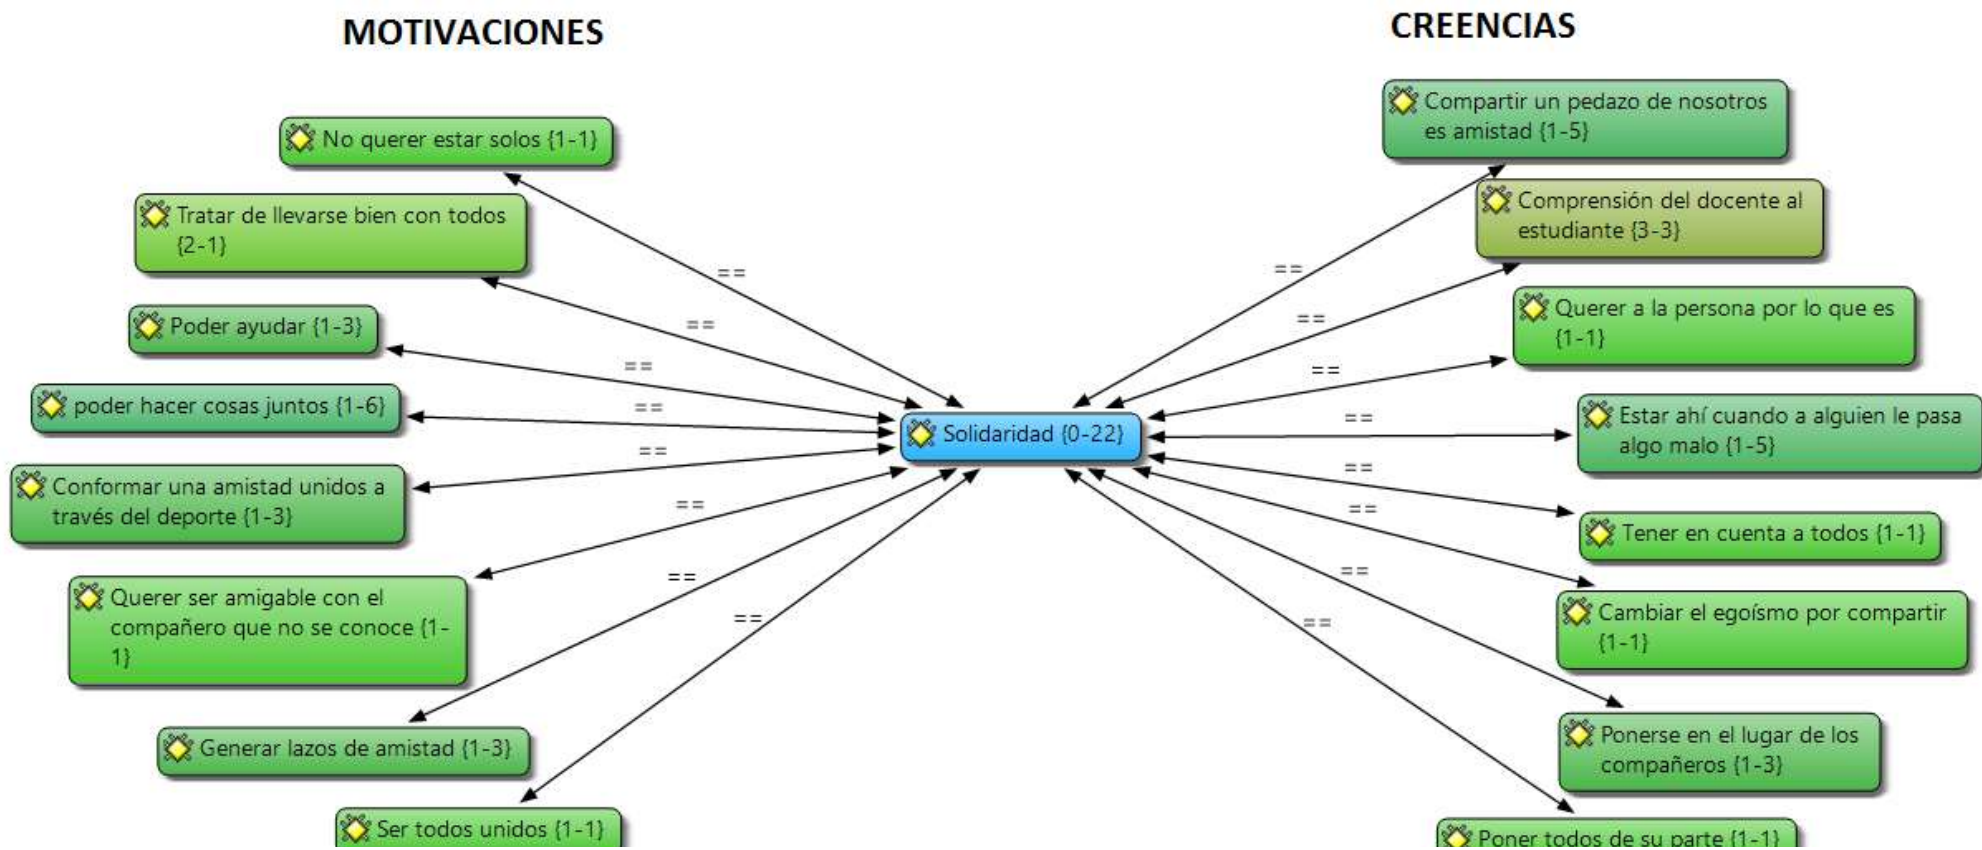 MOTIVACIONES
No querer estar solos {1-1}
Tratar de llevarse bien con todos
{2-1}
Poder ayudar {1-3}
poder hacer cosas juntos {1-6}
Conformar una amistad unidos a
través del deporte {1-3}
Querer ser amigable con el
compañero que no se conoce {1-
1}
Generar lazos de amistad {1-3}
Ser todos unidos {1-1}
==
==
==
==
==
==
==
==
Solidaridad {0-22}
CREENCIAS
==
==
==
==
==
==
==
==
Compartir un pedazo de nosotros
es amistad {1-5}
Comprensión del docente al
estudiante {3-3}
Querer a la persona por lo que es
{1-1}
Estar ahí cuando a alguien le pasa
algo malo {1-5}
Tener en cuenta a todos {1-1}
Cambiar el egoísmo por compartir
{1-1}
Ponerse en el lugar de los
compañeros {1-3}
Poner todos de su parte {1-1}